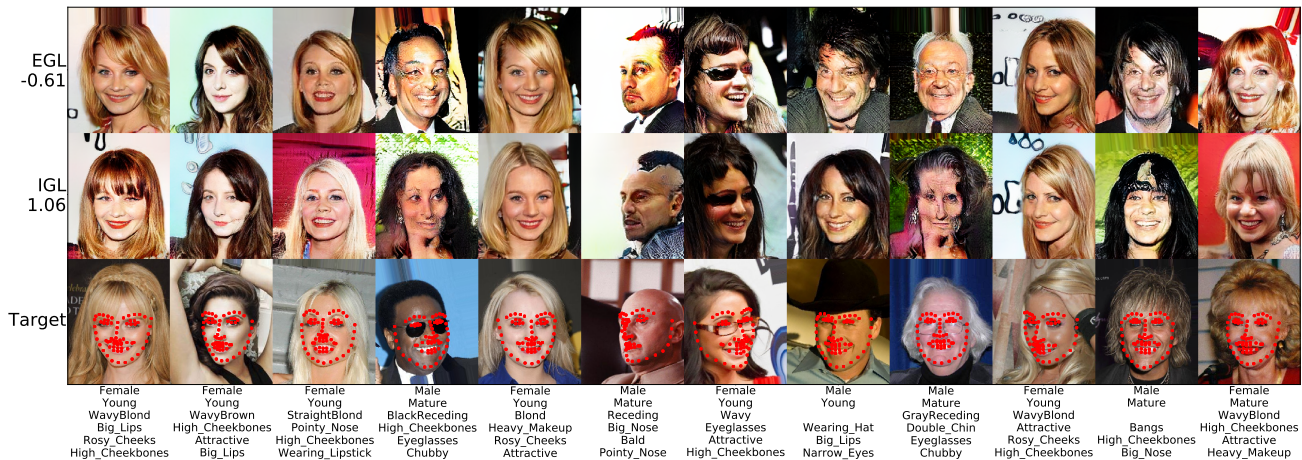 EGL
-0.61
IGL
1.06
Target
Female
Young
WavyBlond
Big_Lips
Rosy_Cheeks
High_Cheekbones
Female
Young
WavyBrown
High_Cheekbones
Attractive
Big_Lips
Female
Young
StraightBlond
Pointy_Nose
High_Cheekbones
Wearing_Lipstick
Male
Mature
BlackReceding
High_Cheekbones
Eyeglasses
Chubby
Female
Young
Blond
Heavy_Makeup
Rosy_Cheeks
Attractive
Male
Mature
Receding
Big_Nose
Bald
Pointy_Nose
Female
Young
Wavy
Eyeglasses
Attractive
High_Cheekbones
Male
Young
Wearing_Hat
Big_Lips
Narrow_Eyes
Male
Mature
GrayReceding
Double_Chin
Eyeglasses
Chubby
Female
Young
WavyBlond
Attractive
Rosy_Cheeks
High_Cheekbones
Male
Mature
Bangs
High_Cheekbones
Big_Nose
Female
Mature
WavyBlond
High_Cheekbones
Attractive
Heavy_Makeup